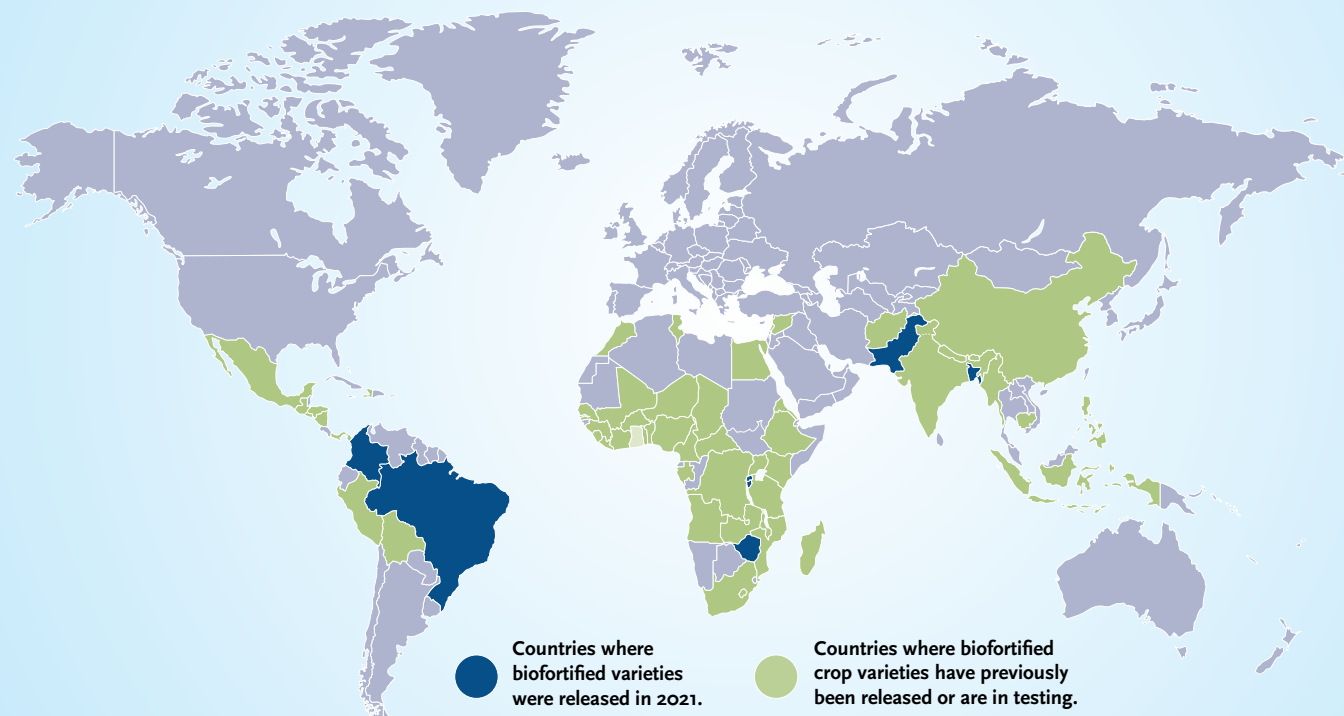 Countries where
biofortified varieties
were released in 2021.
Countries where biofortified
crop varieties have previously
been released or are in testing.